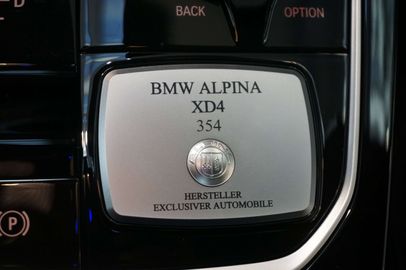 D
BACK
OPTION
BMW ALPINA
XD4
354
HERSTELLER
EXCLUSIVER AUTOMOBILE
P